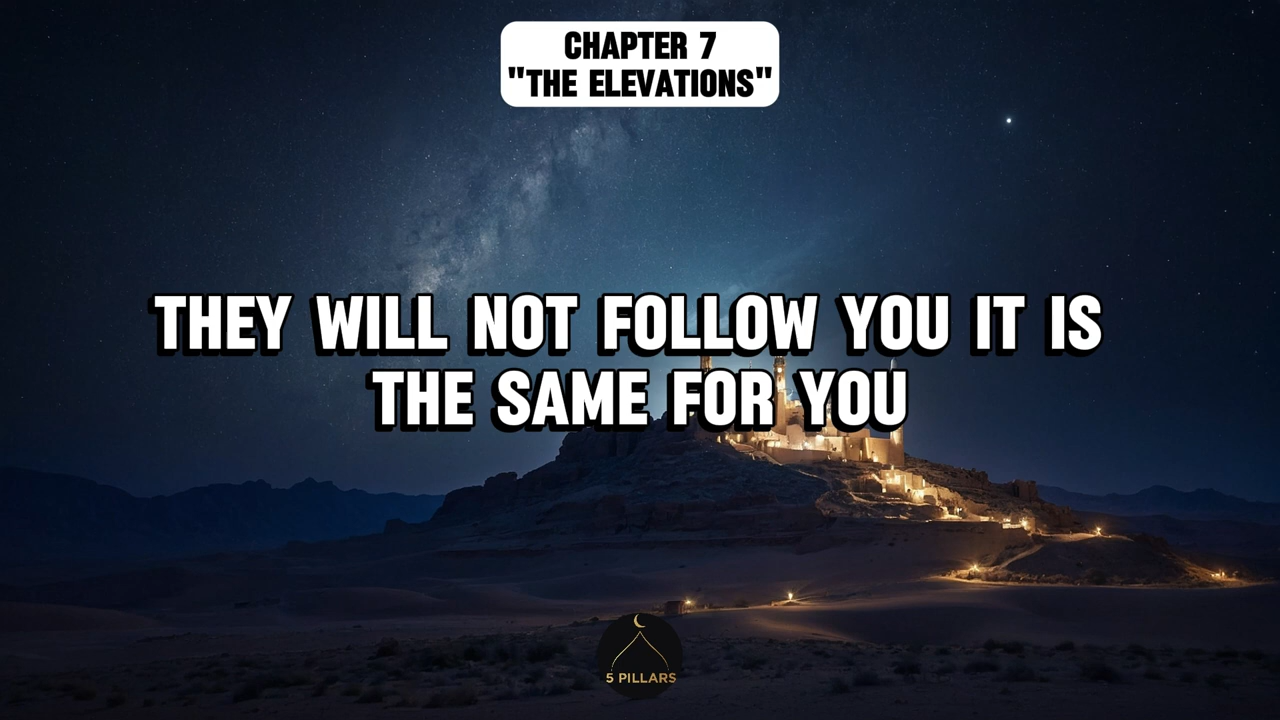 CHAPTER 7
"THE ELEVATIONS"
THEY WILL NOT FOLLOW YOU IT IS
THE SAME FOR YOU
5 PILLARS